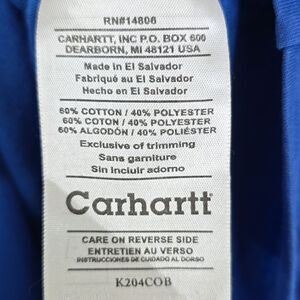 RN#14806
CARHARTT, INC P.O. BOX 600
DEARBORN, MI 48121 USA
Made in El Salvador
Fabriqué au El Salvador
Hecho en El Salvador
60% COTTON / 40% POLYESTER
60% COTON / 40% POLYESTER
60% ALGODÓN / 40% POLIÉSTER
Exclusive of trimming
Sans garniture
Sin incluir adorno
Carhartt
CARE ON REVERSE SIDE
ENTRETIEN AU VERSO
INSTRUCCIONES DE CUIDADO AL DORSO
K204COB